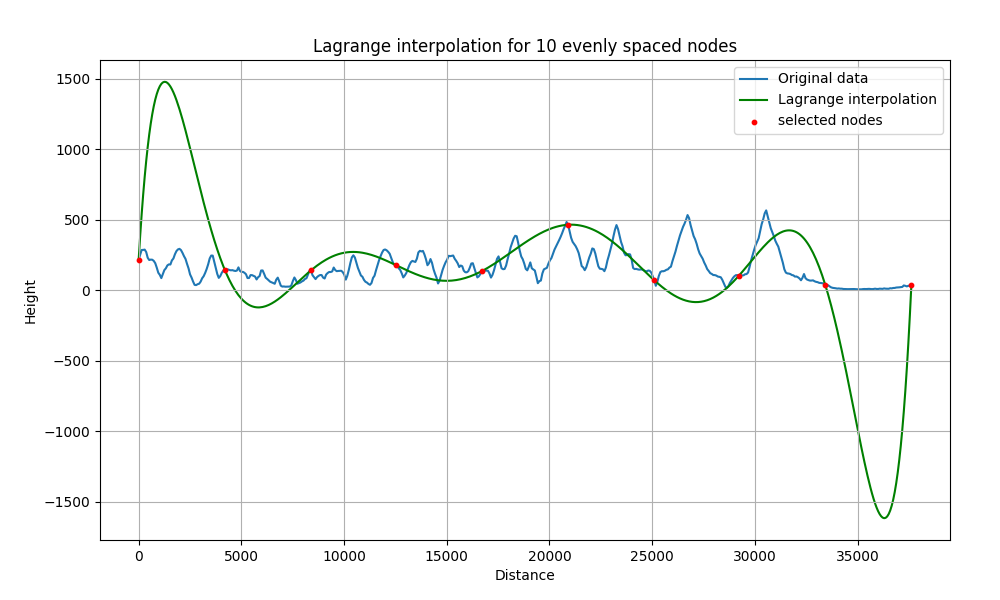 Lagrange interpolation for 10 evenly spaced nodes
Original data
Lagrange interpolation
selected nodes
1500
1000
500
0
−500
−1000
−1500
Height
0
5000
10000
15000
20000
25000
30000
35000
Distance